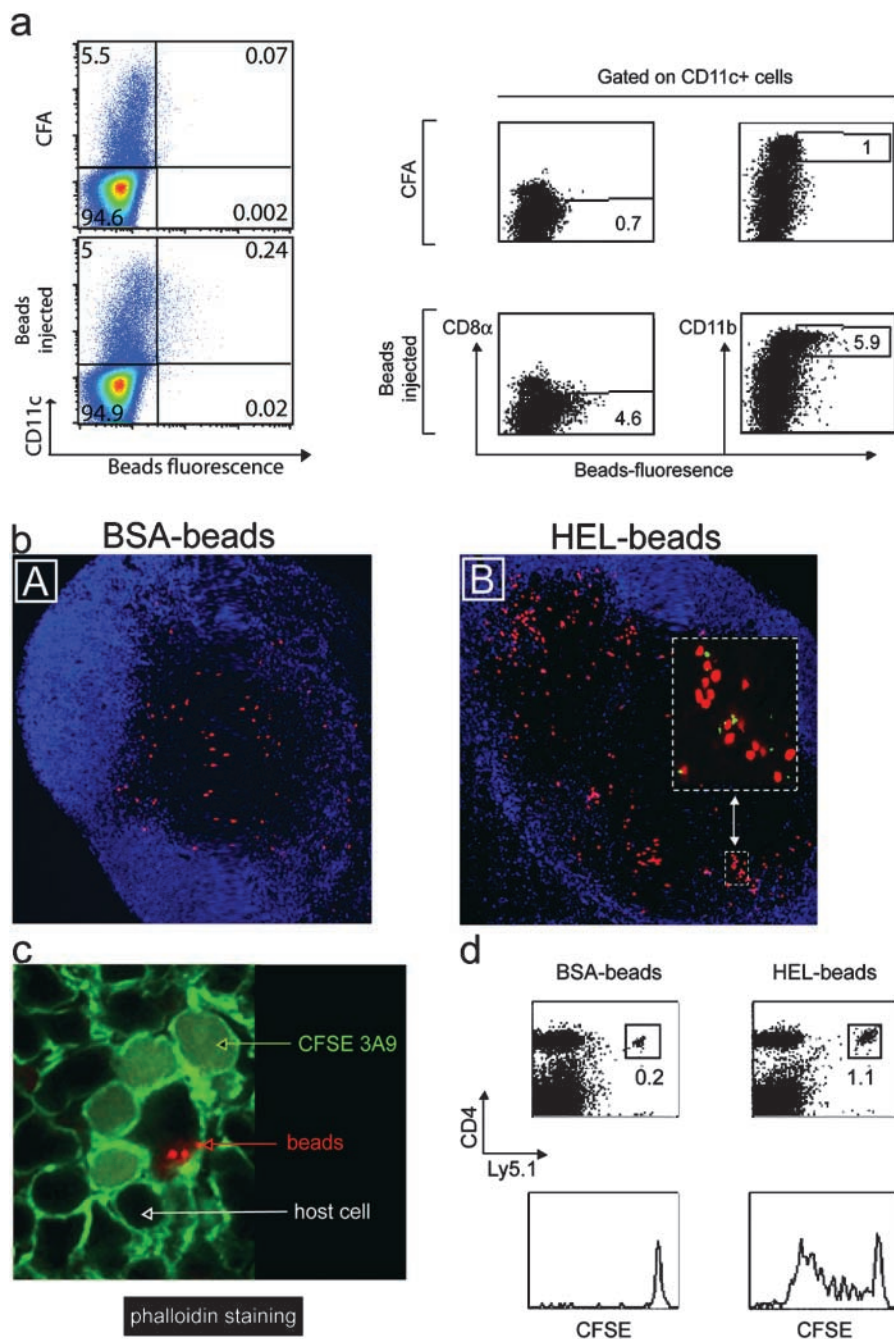 a
5.5
0.07
CFA
94.6
0.002
5
0.24
Beads
injected
94.9
0.02
CD11c
Beads fluorescence
Gated on CD11c+ cells
CFA
0.7
1
Beads
injected
CD8α
4.6
CD11b
5.9
Beads-fluoresence
b
BSA-beads
HEL-beads
A
B
c
CFSE 3A9
beads
host cell
phalloidin staining
d
BSA-beads
HEL-beads
0.2
1.1
CD4
Ly5.1
CFSE
CFSE